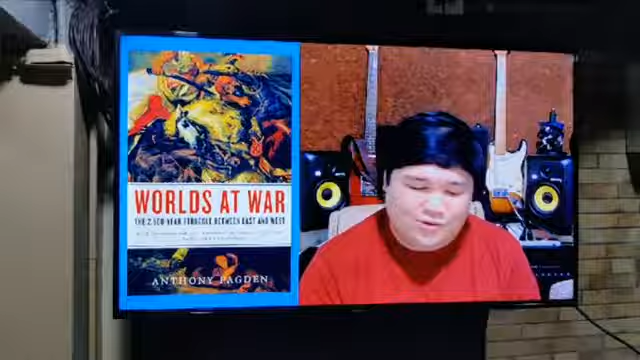 WORLDS AT WAR
THE 2,500-YEAR STRUGGLE BETWEEN EAST AND WEST
ANTHONY PAGDEN